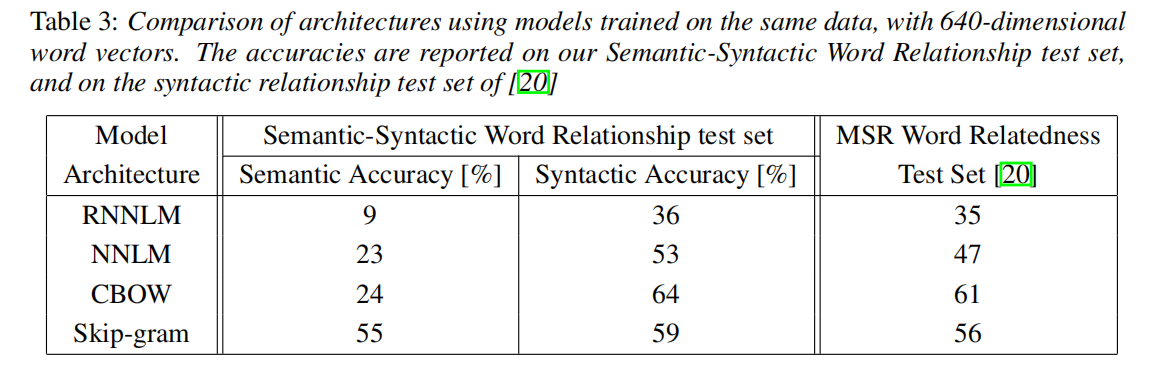 Table 3: Comparison of architectures using models trained on the same data, with 640-dimensional
word vectors. The accuracies are reported on our Semantic-Syntactic Word Relationship test set,
and on the syntactic relationship test set of [20]
Model Semantic-Syntactic Word Relationship test set MSR Word Relatedness
Architecture Semantic Accuracy [%] Syntactic Accuracy [%] Test Set [20]
RNNLM 9 36 35
NNLM 23 53 47
CBOW 24 64 61
Skip-gram 55 59 56